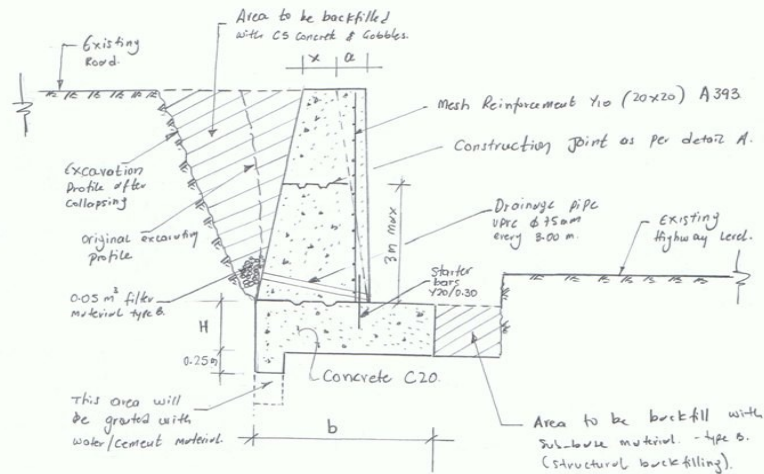 Area to be backfilled
with C5 Concrete & Gobbles.
Existing
Road.
x
a
Mesh Reinforcement Y10 (20x20) A393
Construction Joint as per detail A.
Excavation
Profile after
Collapsing
original excavation
profile
3m max
Drainage pipe
UPVC φ 75mm
every 3.00 m.
Existing
Highway Level.
0.05 m³ filter
material type B.
Starter
bars
Y20/0.30
H
0.25m
Concrete C20.
This area will
be grouted with
water/cement material.
b
Area to be backfill with
Sub-base material. - type B.
(structural backfilling).